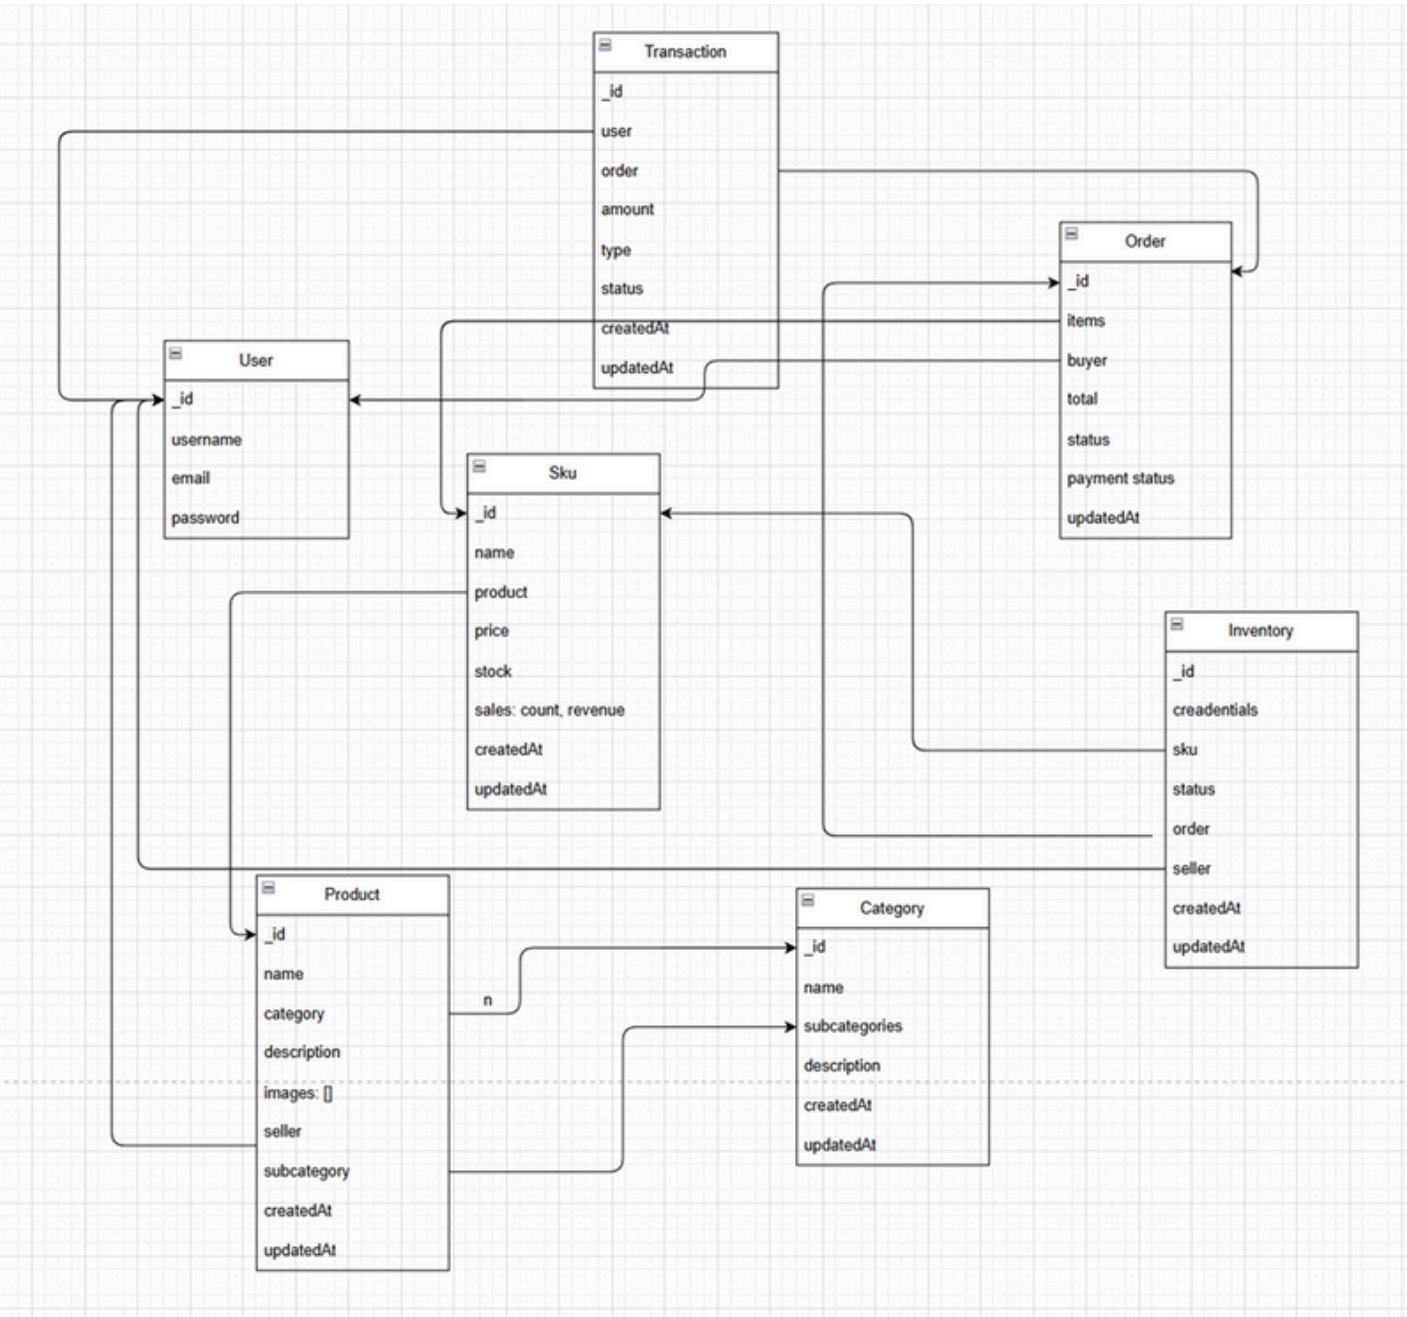 Transaction
_id
user
order
amount
type
status
createdAt
updatedAt
Order
_id
items
buyer
total
status
payment status
updatedAt
User
_id
username
email
password
Sku
_id
name
product
price
stock
sales: count, revenue
createdAt
updatedAt
Inventory
_id
creadentials
sku
status
order
seller
createdAt
updatedAt
Product
_id
name
category
description
images: []
seller
subcategory
createdAt
updatedAt
n
Category
_id
name
subcategories
description
createdAt
updatedAt